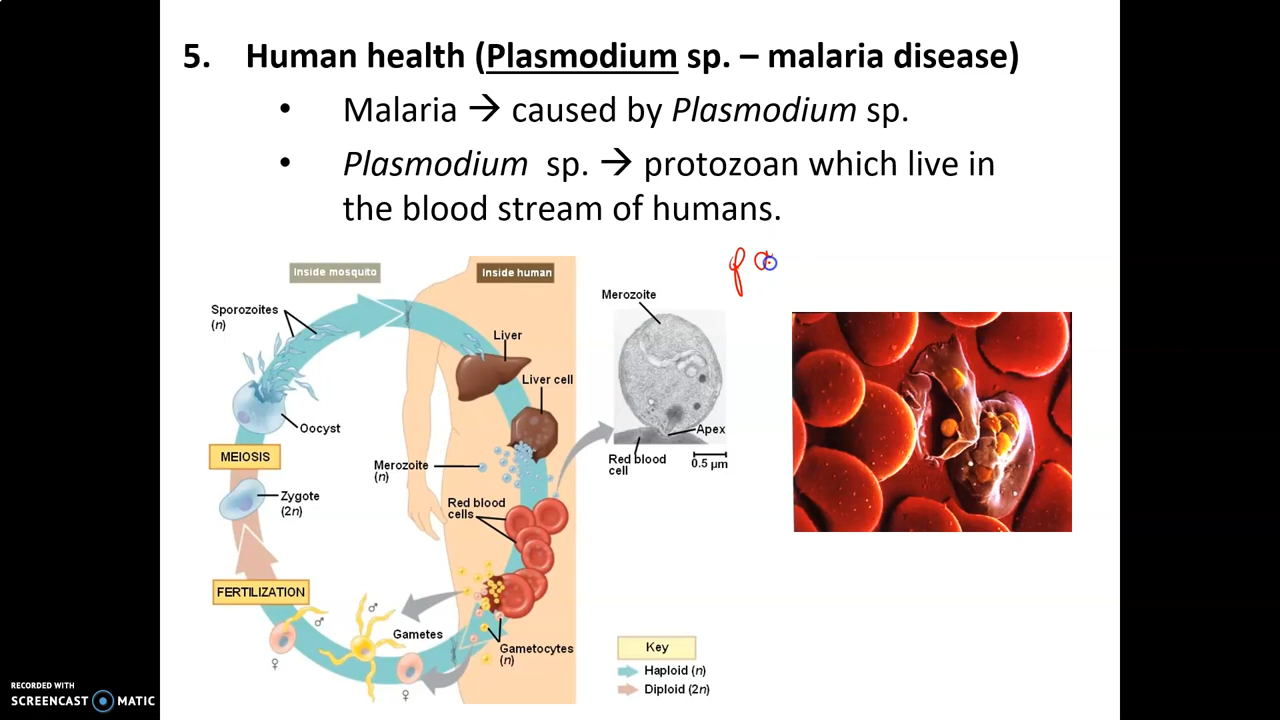 5. Human health (Plasmodium sp. – malaria disease)
• Malaria → caused by Plasmodium sp.
• Plasmodium sp. → protozoan which live in
the blood stream of humans.
pa
Inside mosquito
Inside human
Sporozoites
(n)
Liver
Liver cell
Oocyst
MEIOSIS
Merozoite
(n)
Zygote
(2n)
Red blood
cells
FERTILIZATION
♂
♂
Gametes
♀
♀
Gametocytes
(n)
Merozoite
Apex
Red blood
cell
0.5 µm
Key
Haploid (n)
Diploid (2n)
RECORDED WITH
SCREENCAST MATIC